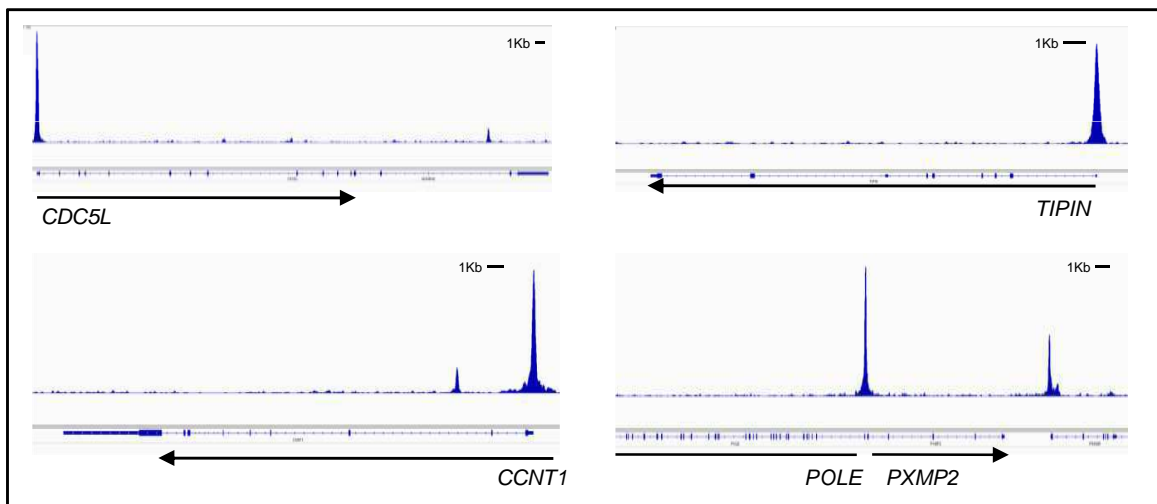 1Kb
CDC5L
1Kb
TIPIN
1Kb
CCNT1
1Kb
POLE PXMP2